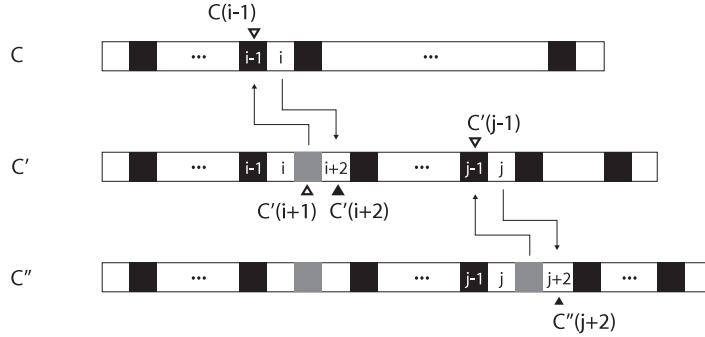 C(i-1)
C ... i-1 i ...
C'(j-1)
C' ... i-1 i i+2 ... j-1 j
C'(i+1) C'(i+2)
C" ... ... j-1 j j+2 ...
C"(j+2)